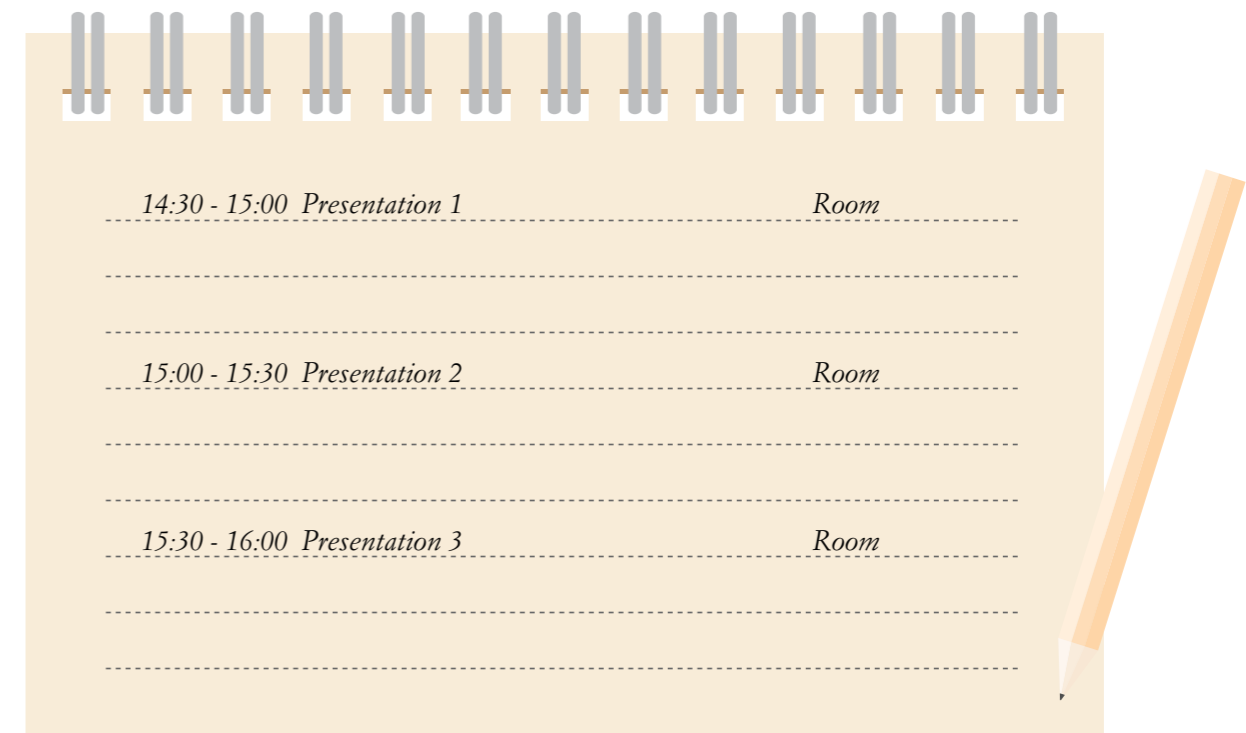 14:30 - 15:00 Presentation 1 Room
15:00 - 15:30 Presentation 2 Room
15:30 - 16:00 Presentation 3 Room